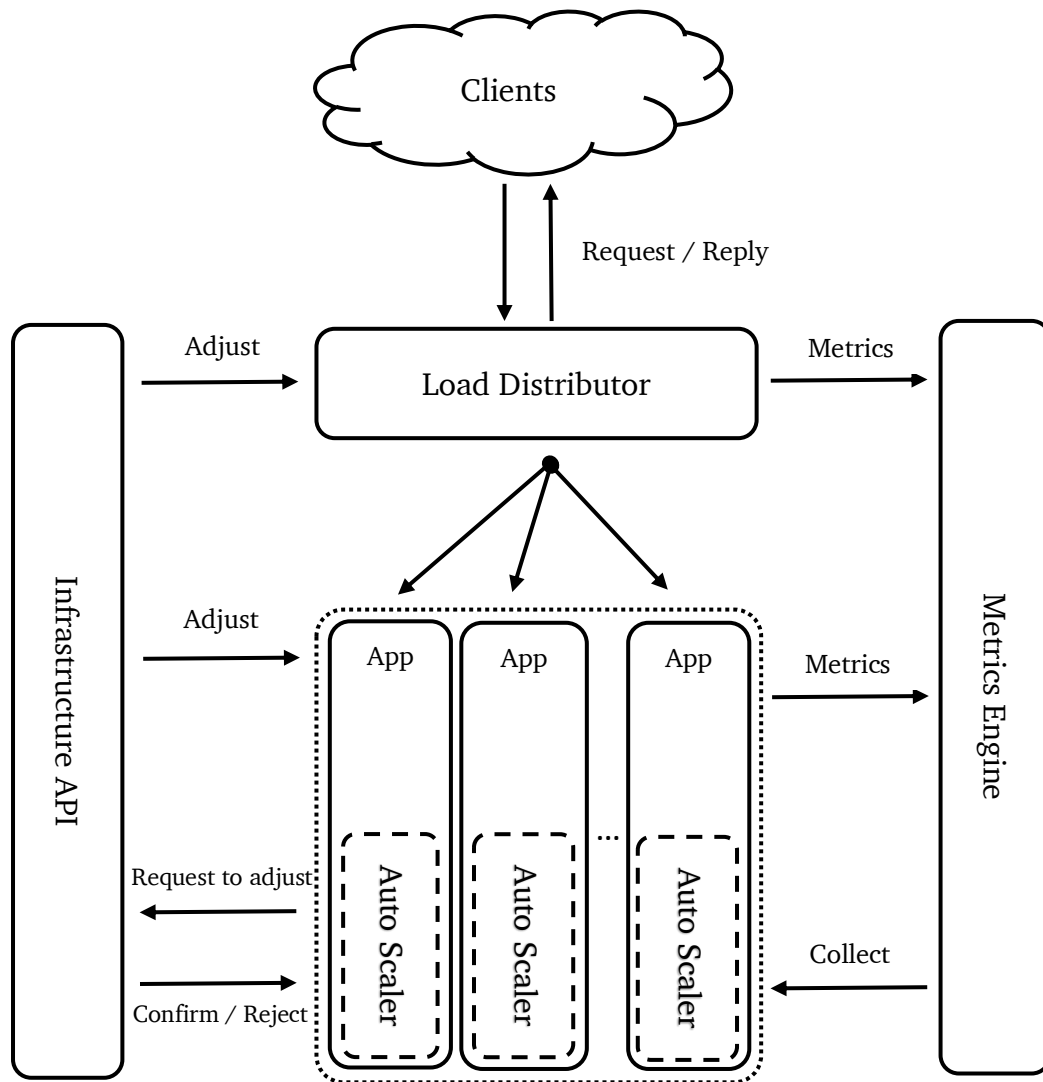 Clients
Request / Reply
Adjust
Load Distributor
Metrics
Infrastructure API
Metrics Engine
Adjust
App
App
App
Metrics
...
Auto Scaler
Auto Scaler
Auto Scaler
Request to adjust
Collect
Confirm / Reject